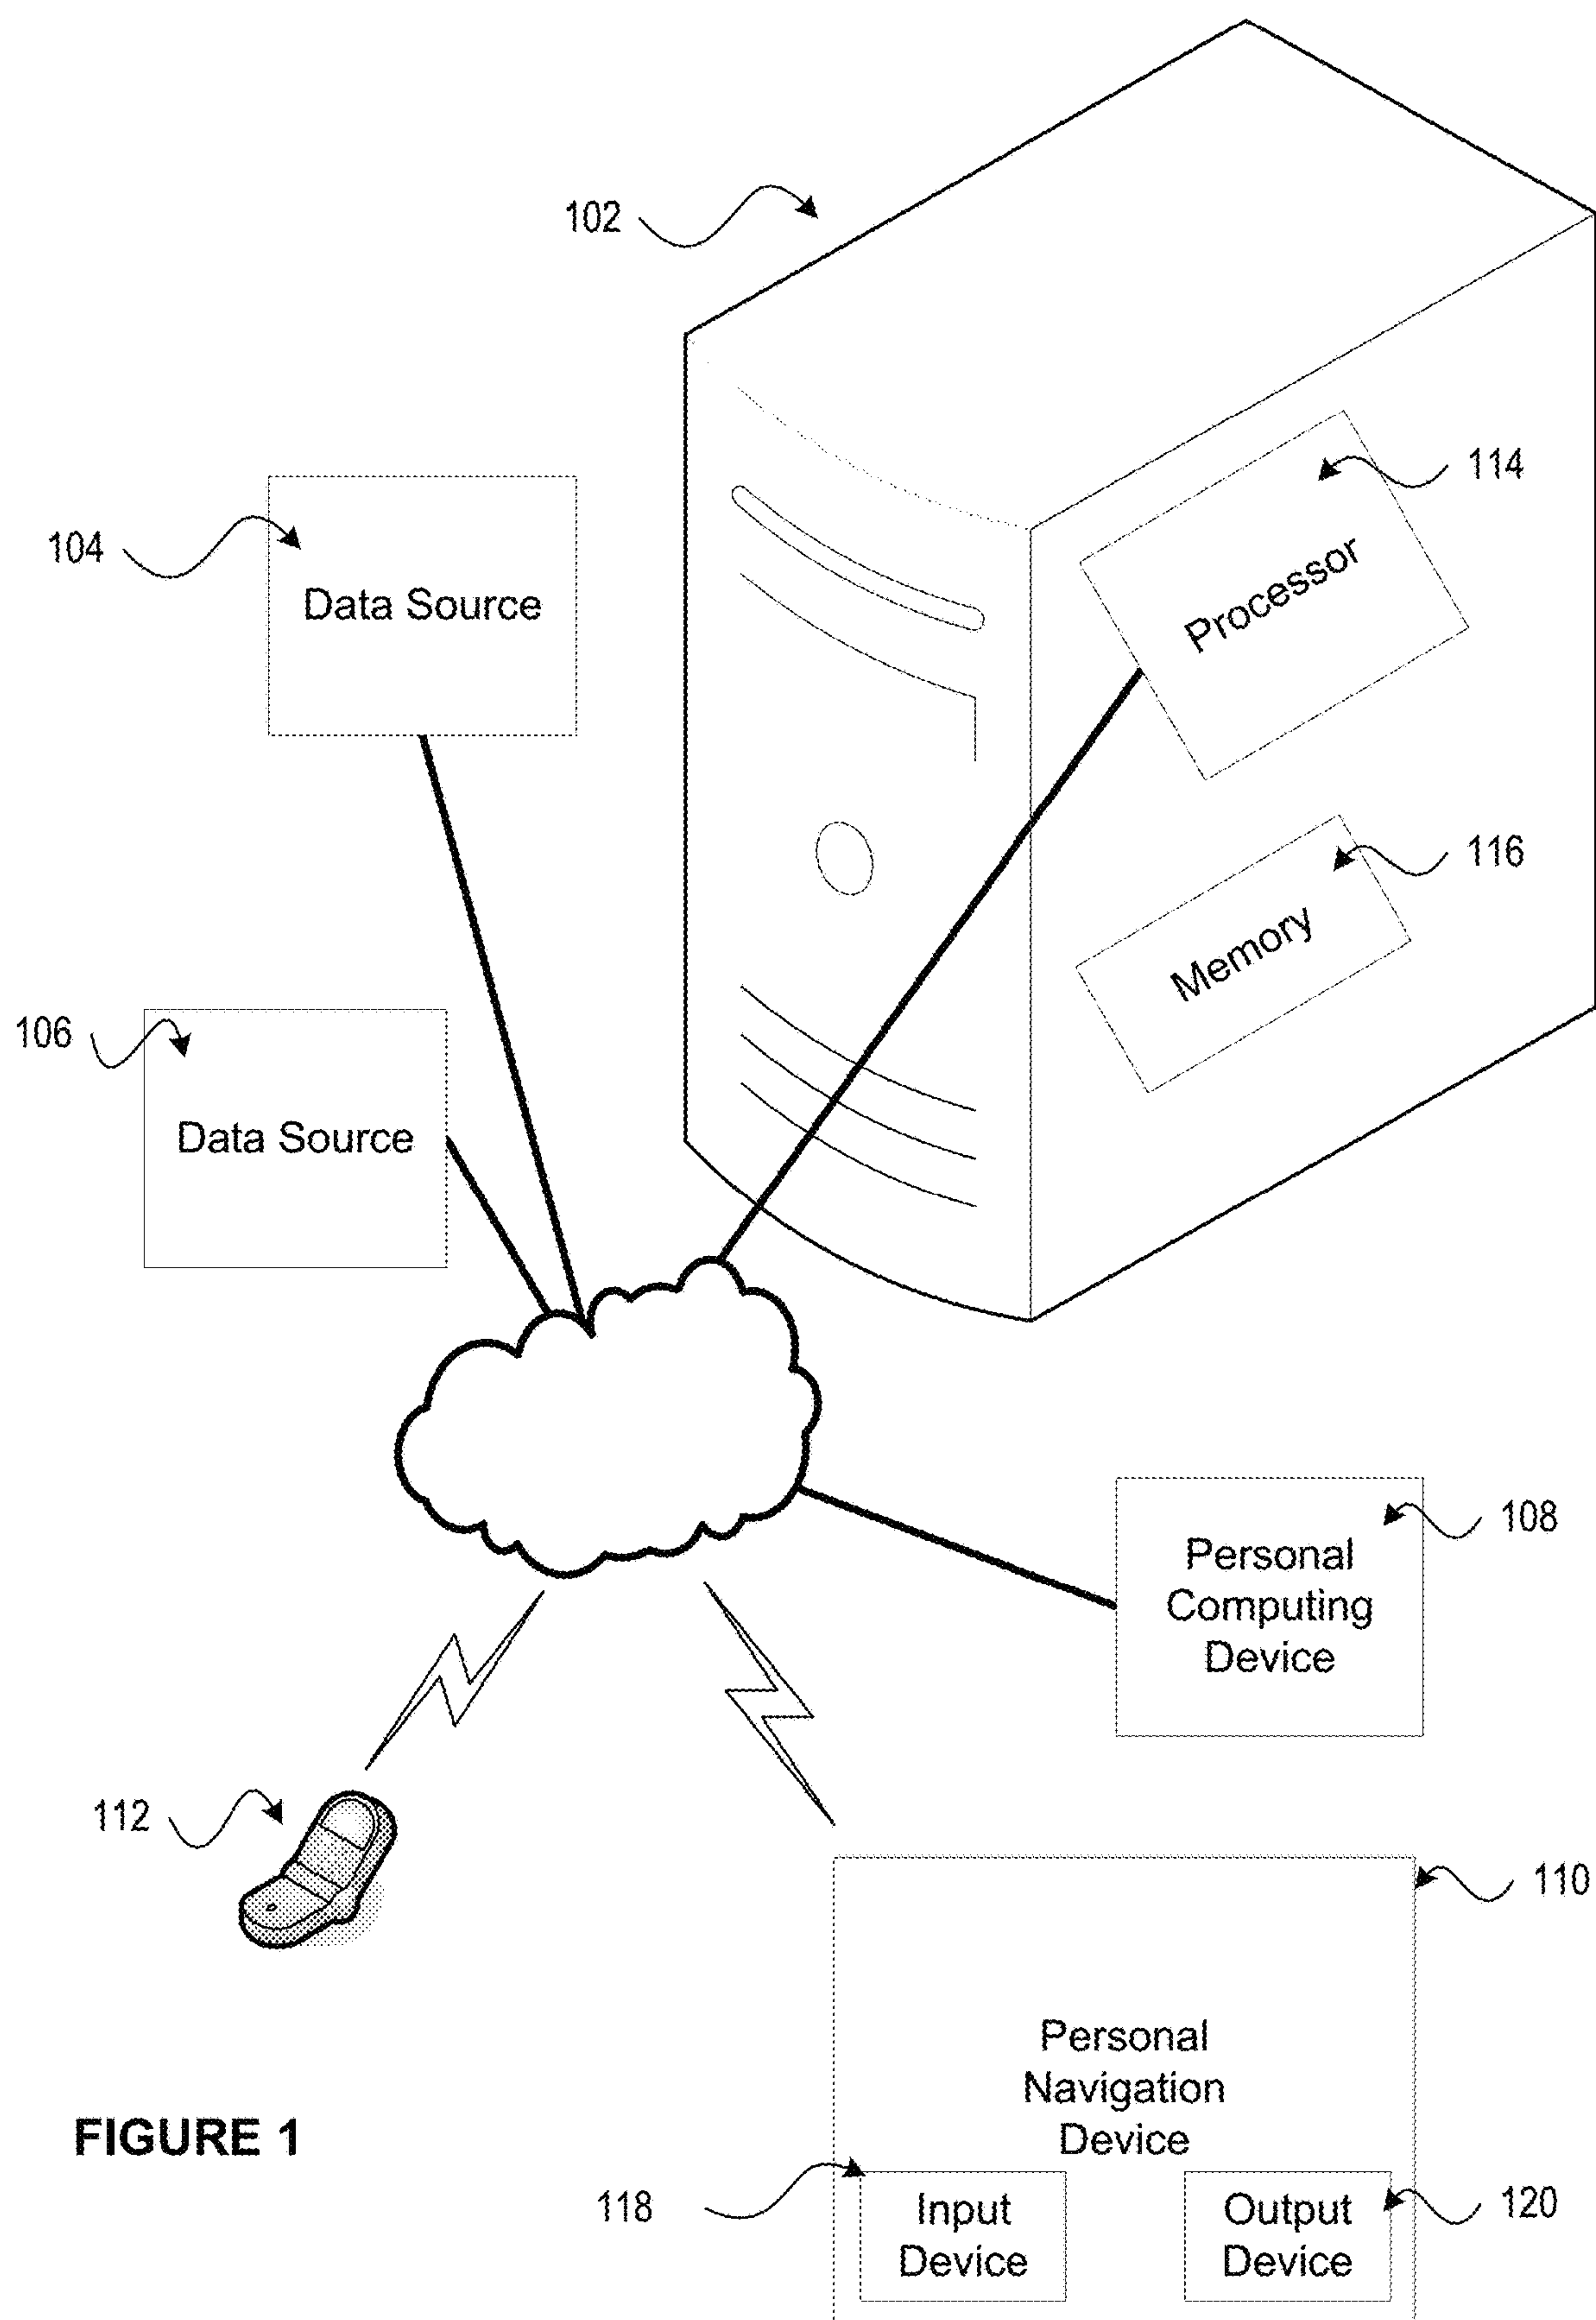 102
114
Processor
104
Data Source
116
Memory
106
Data Source
108
Personal
Computing
Device
112
110
Personal
Navigation
Device
FIGURE 1
118
Input
Device
Output
Device
120